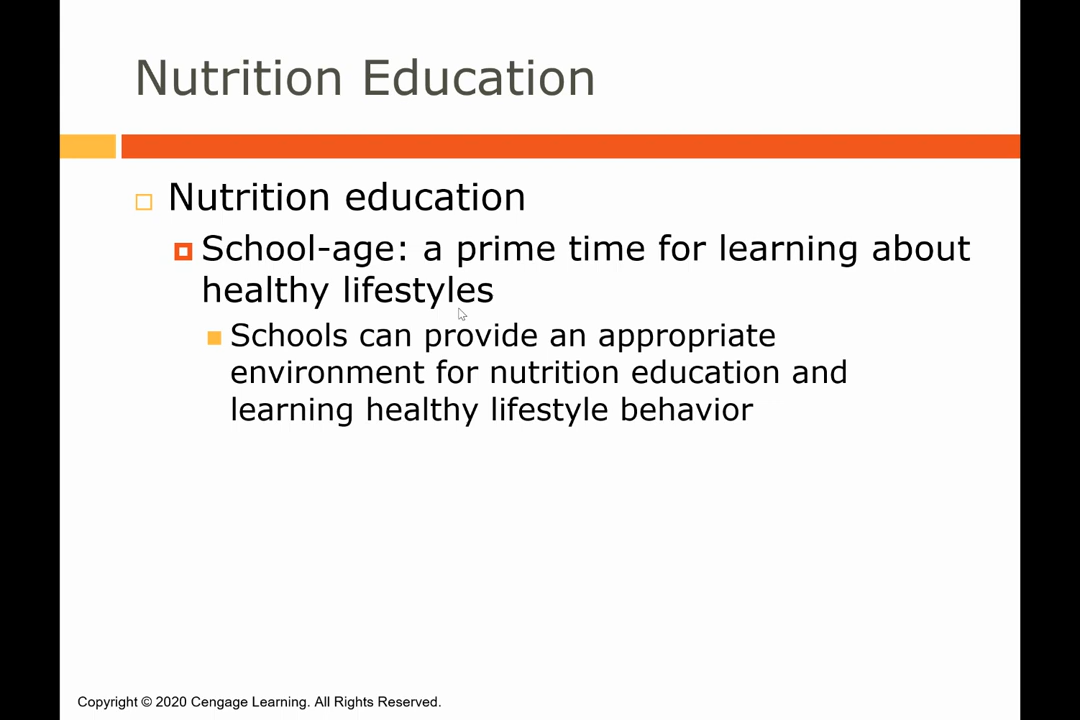 Nutrition Education
Nutrition education
School-age: a prime time for learning about
healthy lifestyles
Schools can provide an appropriate
environment for nutrition education and
learning healthy lifestyle behavior
Copyright © 2020 Cengage Learning. All Rights Reserved.